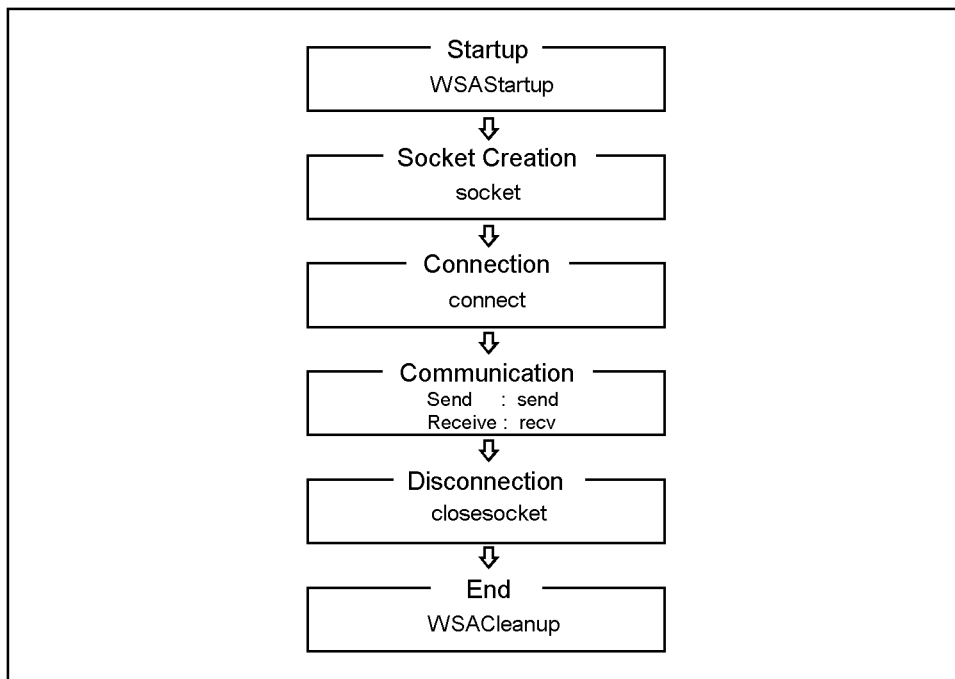 Startup
WSAStartup
Socket Creation
socket
Connection
connect
Communication
Send : send
Receive : recv
Disconnection
closesocket
End
WSACleanup